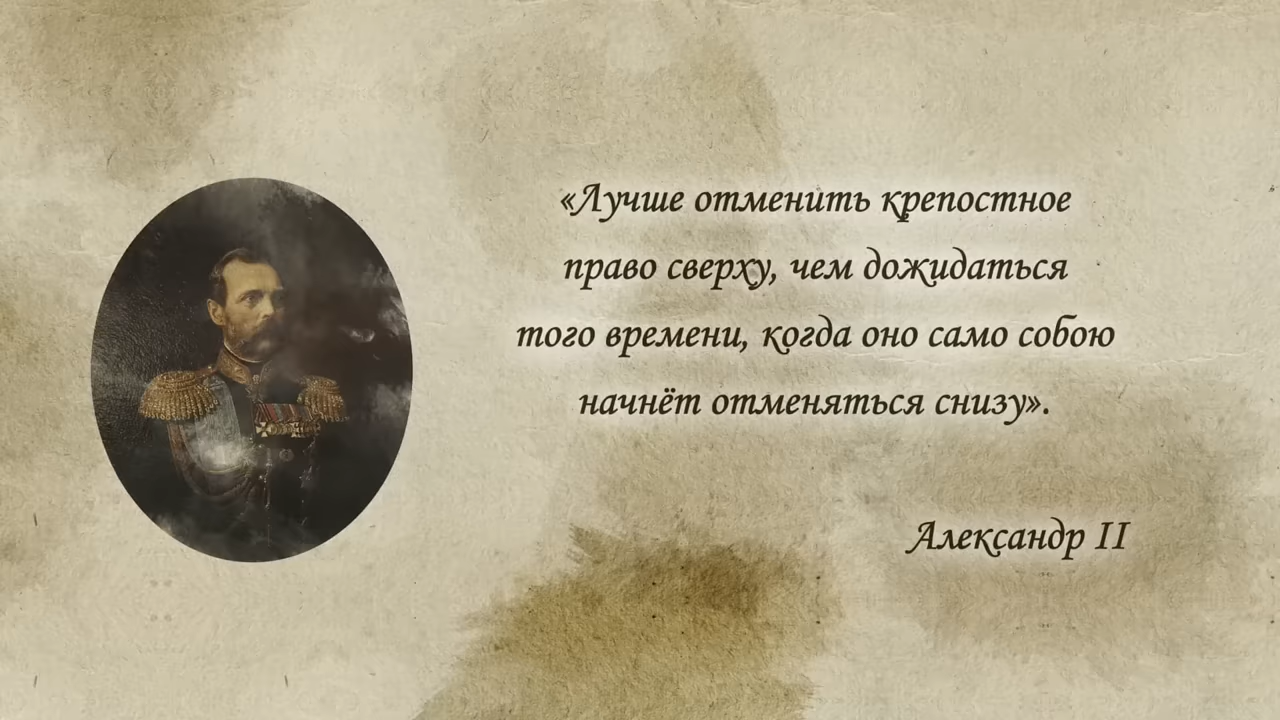 «Лучше отменить крепостное
право сверху, чем дожидаться
того времени, когда оно само собою
начнёт отменяться снизу».
Александр II